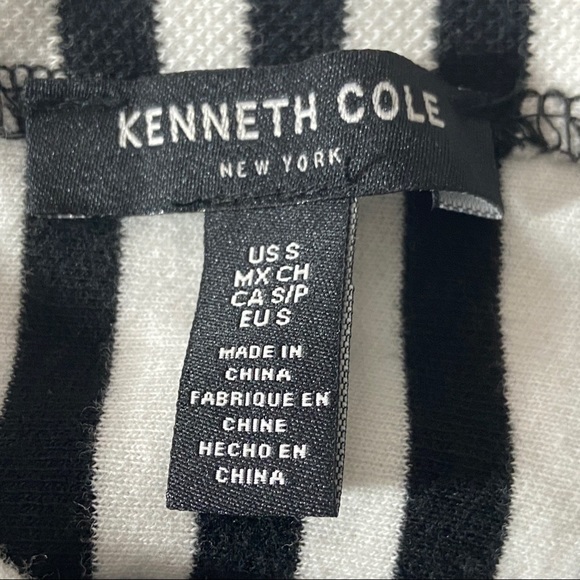 KENNETH COLE
NEW YORK
US S
MX CH
CA S/P
EU S
MADE IN
CHINA
FABRIQUE EN
CHINE
HECHO EN
CHINA